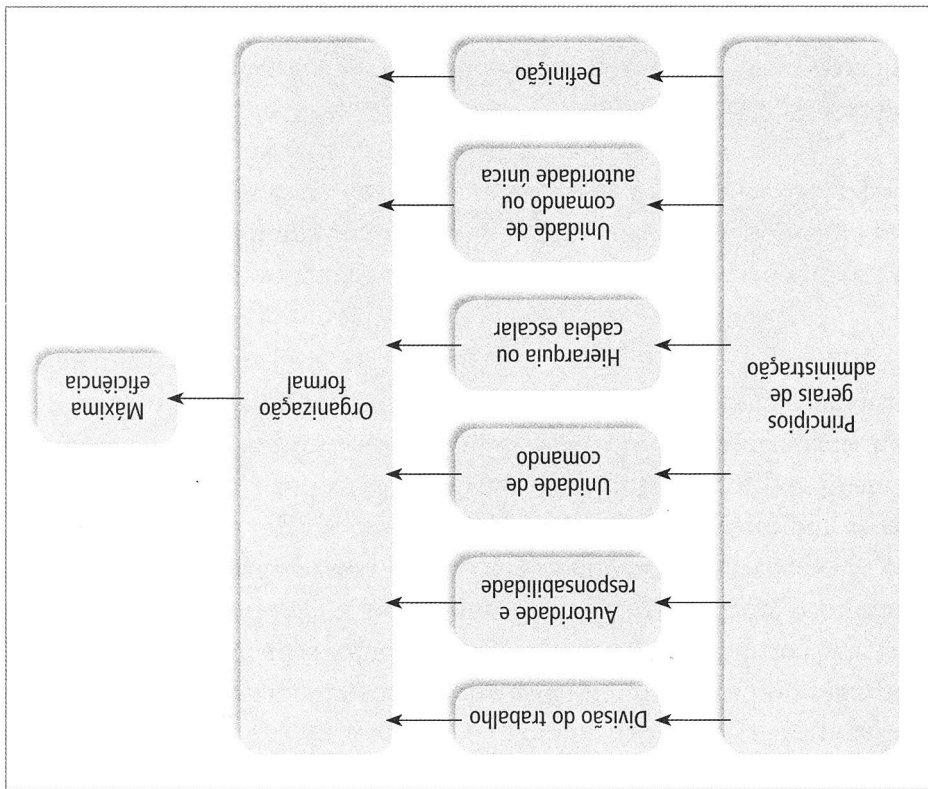 Princípios
gerais de
administração
Divisão do trabalho
Autoridade e
responsabilidade
Unidade de
comando
Hierarquia ou
cadeia escalar
Unidade de
comando ou
autoridade única
Definição
Organização
formal
Máxima
eficiência